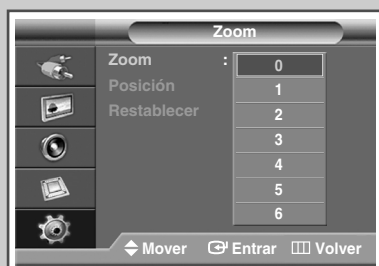 Zoom
Zoom : 0
Posición 1
Restablecer 2
3
4
5
6
Mover Entrar Volver